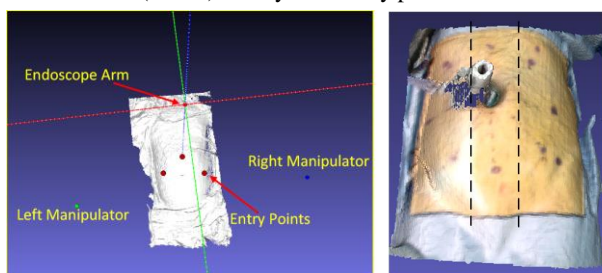 Endoscope Arm
Right Manipulator
Left Manipulator
Entry Points